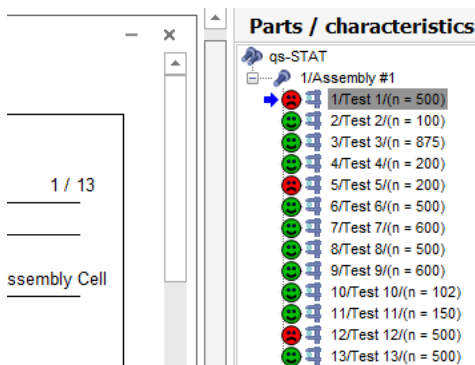 1 / 13
ssembly Cell
Parts / characteristics
qs-STAT
1/Assembly #1
1/Test 1/(n = 500)
2/Test 2/(n = 100)
3/Test 3/(n = 875)
4/Test 4/(n = 200)
5/Test 5/(n = 200)
6/Test 6/(n = 500)
7/Test 7/(n = 600)
8/Test 8/(n = 500)
9/Test 9/(n = 600)
10/Test 10/(n = 102)
11/Test 11/(n = 150)
12/Test 12/(n = 500)
13/Test 13/(n = 500)